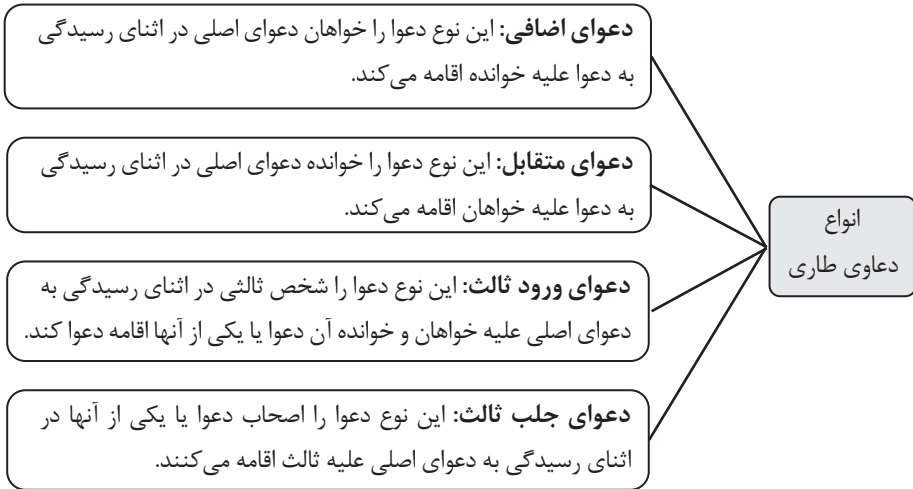 انواع
دعاوی طاری
دعوای اضافی: این نوع دعوا را خواهان دعوای اصلی در اثنای رسیدگی
به دعوا علیه خوانده اقامه می‌کند.
دعوای متقابل: این نوع دعوا را خوانده دعوای اصلی در اثنای رسیدگی
به دعوا علیه خواهان اقامه می‌کند.
دعوای ورود ثالث: این نوع دعوا را شخص ثالثی در اثنای رسیدگی به
دعوای اصلی علیه خواهان و خوانده آن دعوا یا یکی از آنها اقامه دعوا کند.
دعوای جلب ثالث: این نوع دعوا را اصحاب دعوا یا یکی از آنها در
اثنای رسیدگی به دعوای اصلی علیه ثالث اقامه می‌کنند.